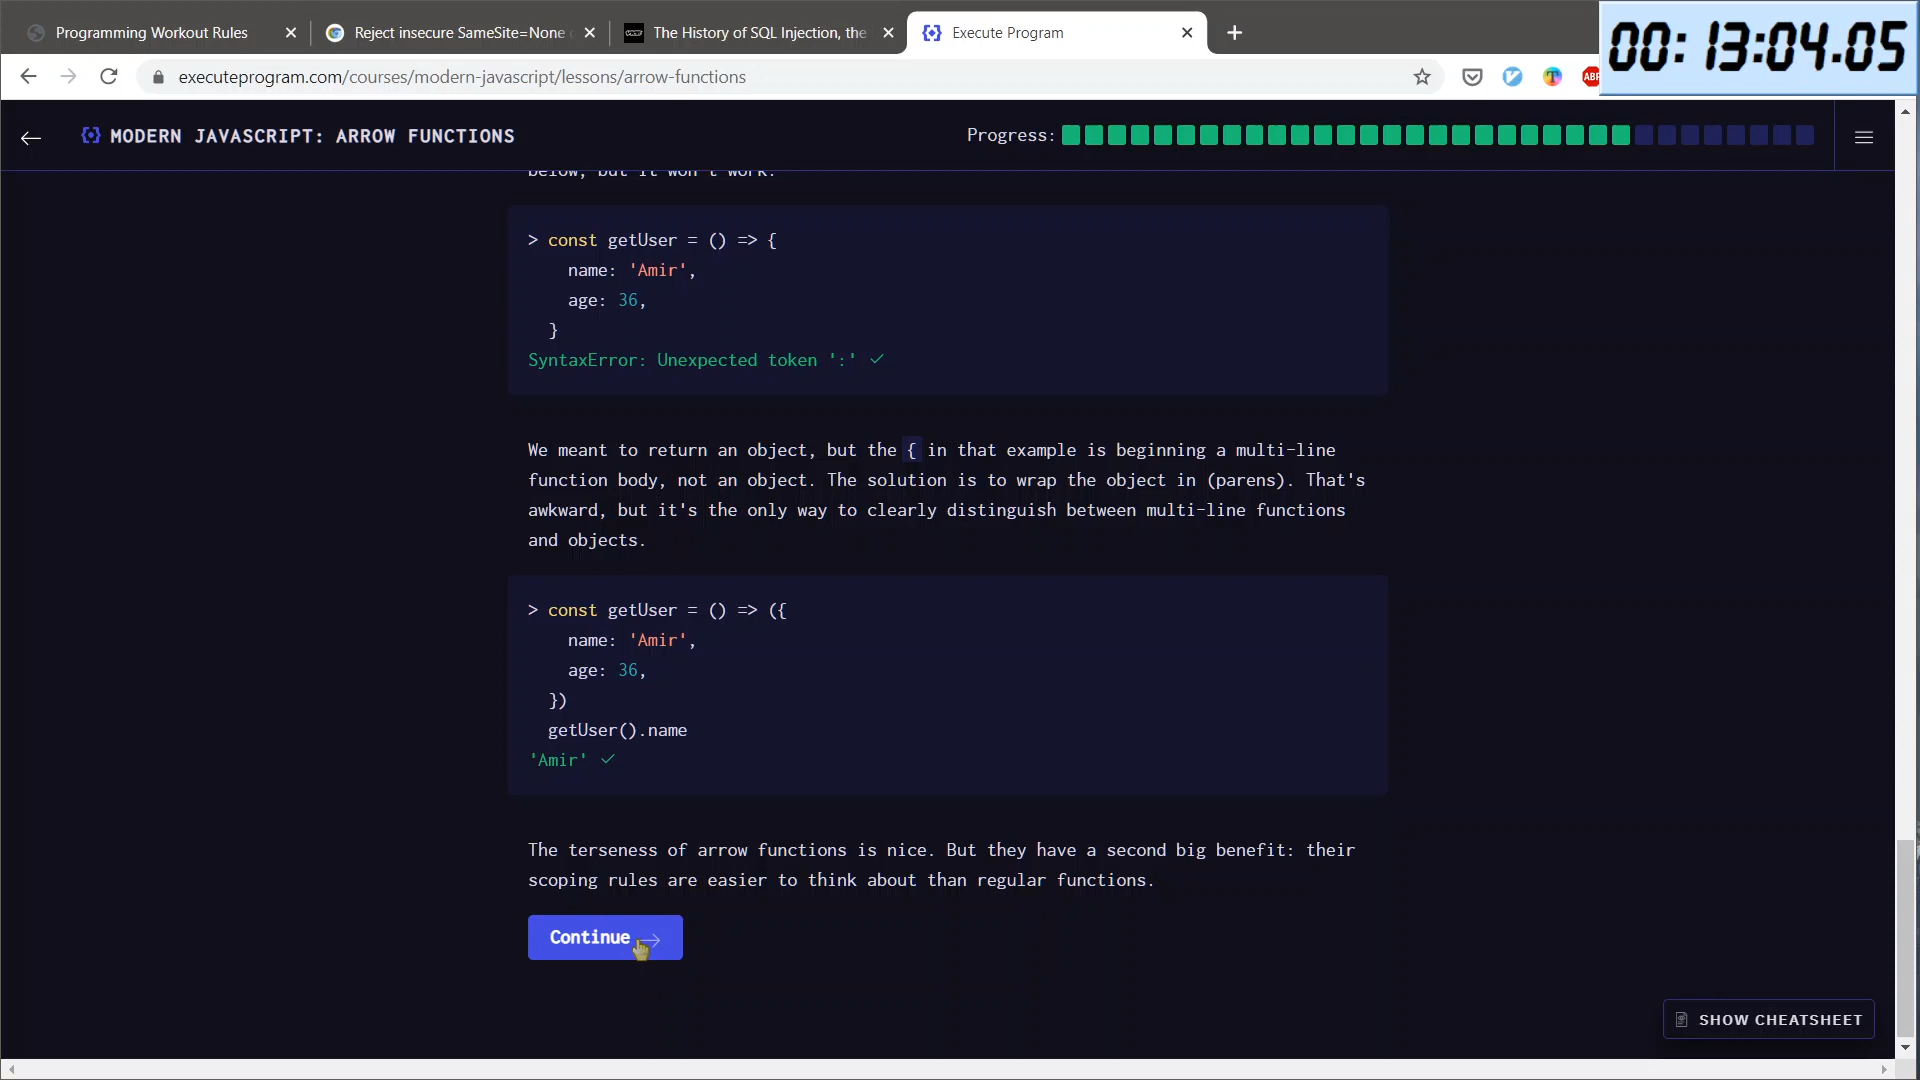 Programming Workout Rules
Reject insecure SameSite=None
The History of SQL Injection, the
Execute Program
00:13:04.05
executeprogram.com/courses/modern-javascript/lessons/arrow-functions
ABP
MODERN JAVASCRIPT: ARROW FUNCTIONS
Progress:
below, but it won't work.
> const getUser = () => {
name: 'Amir',
age: 36,
}
SyntaxError: Unexpected token ':' ✓
We meant to return an object, but the { in that example is beginning a multi-line
function body, not an object. The solution is to wrap the object in (parens). That's
awkward, but it's the only way to clearly distinguish between multi-line functions
and objects.
> const getUser = () => ({
name: 'Amir',
age: 36,
})
getUser().name
'Amir' ✓
The terseness of arrow functions is nice. But they have a second big benefit: their
scoping rules are easier to think about than regular functions.
Continue →
SHOW CHEATSHEET